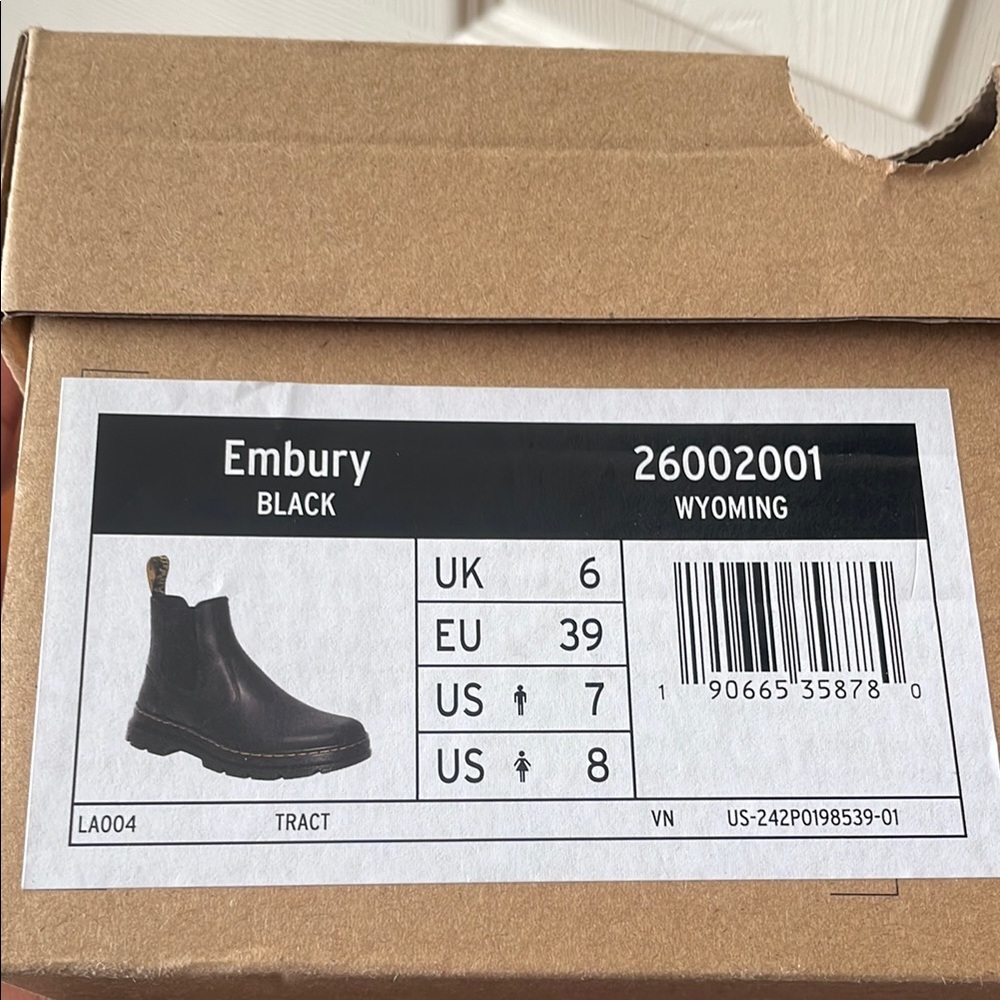 Embury
BLACK
26002001
WYOMING
UK 6
EU 39
US 7
US 8
1 90665 35878 0
LA004 TRACT VN US-242P0198539-01